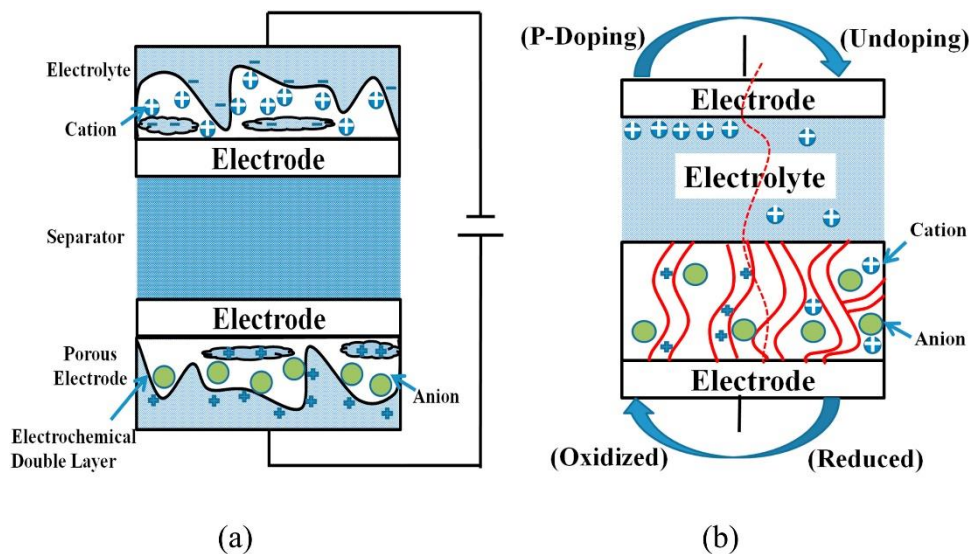 Electrolyte
Cation
Electrode
Separator
Electrode
Porous
Electrode
Anion
Electrochemical
Double Layer
(a)
(P-Doping)
(Undoping)
Electrode
Electrolyte
Cation
Anion
Electrode
(Oxidized)
(Reduced)
(b)